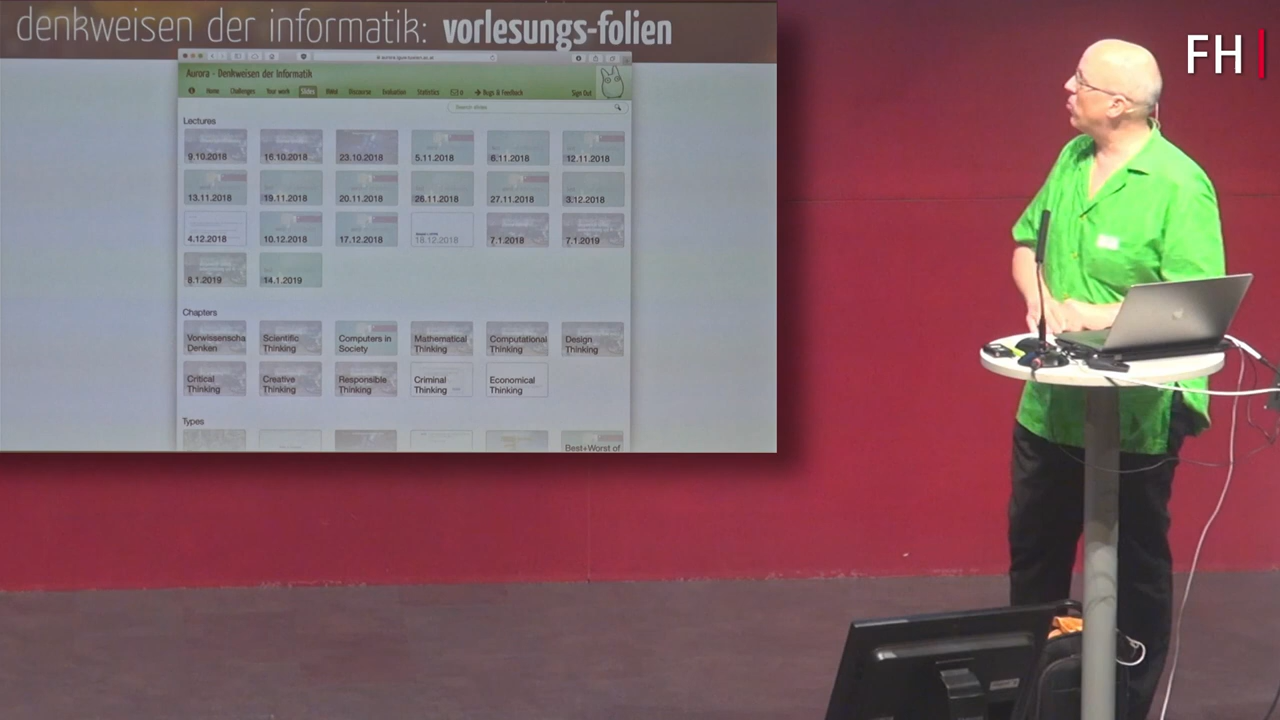 denkweisen der informatik: vorlesungs-folien
FH
Aurora - Denkweisen der Informatik
Home Challenges Your work Slides Discourse Evaluation Statistics Bugs & Feedback Sign Out
Search slides
Lectures
9.10.2018 16.10.2018 23.10.2018 5.11.2018 6.11.2018 12.11.2018
13.11.2018 19.11.2018 20.11.2018 26.11.2018 27.11.2018 3.12.2018
4.12.2018 10.12.2018 17.12.2018 18.12.2018 7.1.2018 7.1.2019
8.1.2019 14.1.2019
Chapters
Vorwissenscha Scientific Computers in Mathematical Computational Design
Denken Thinking Society Thinking Thinking Thinking
Critical Creative Responsible Criminal Economical
Thinking Thinking Thinking Thinking Thinking
Types
Best+Worst of